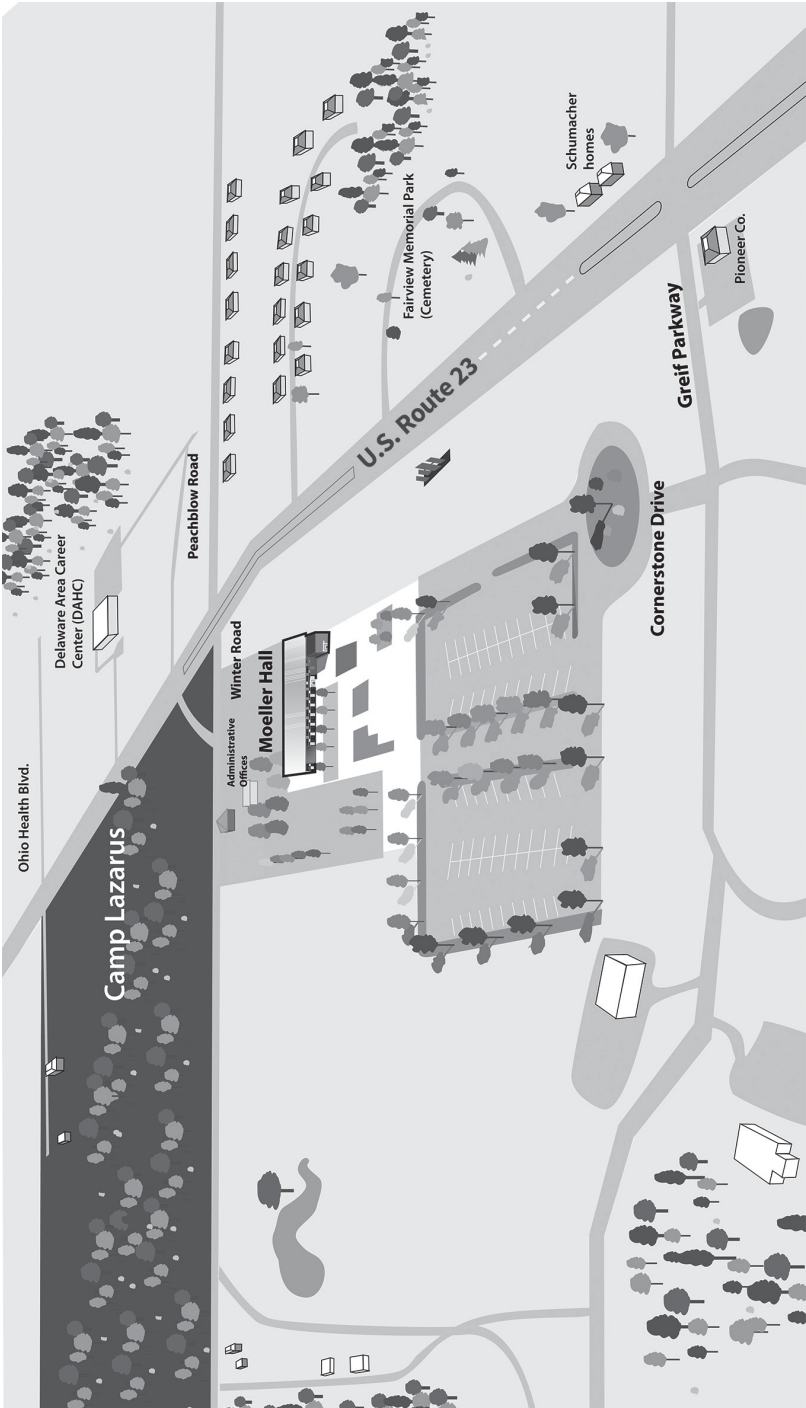 Ohio Health Blvd.
Delaware Area Career
Center (DAHC)
Camp Lazarus
Peachblow Road
Winter Road
Administrative
Offices
Moeller Hall
U.S. Route 23
Fairview Memorial Park
(Cemetery)
Schumacher
homes
Cornerstone Drive
Greif Parkway
Pioneer Co.